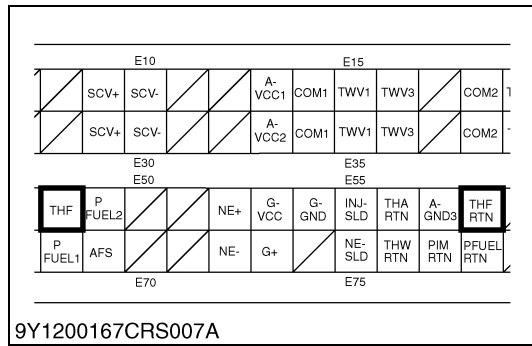 E10 E15
SCV+ SCV- A-VCC1 COM1 TWV1 TWV3 COM2
SCV+ SCV- A-VCC2 COM1 TWV1 TWV3 COM2
E30 E35
E50 E55
THF P FUEL2 NE+ G-VCC G-GND INJ-SLD THA RTN A-GND3 THF RTN
P FUEL1 AFS NE- G+ NE-SLD THW RTN PIM RTN PFUEL RTN
E70 E75
9Y1200167CRS007A